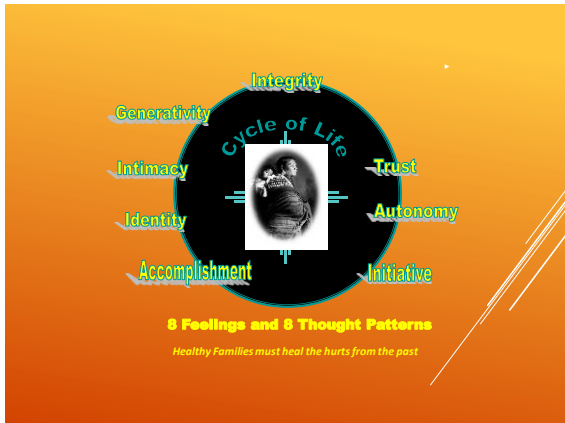 Integrity
Generativity
Cycle of Life
Intimacy
Trust
Autonomy
Identity
Accomplishment
Initiative
8 Feelings and 8 Thought Patterns
Healthy Families must heal the hurts from the past